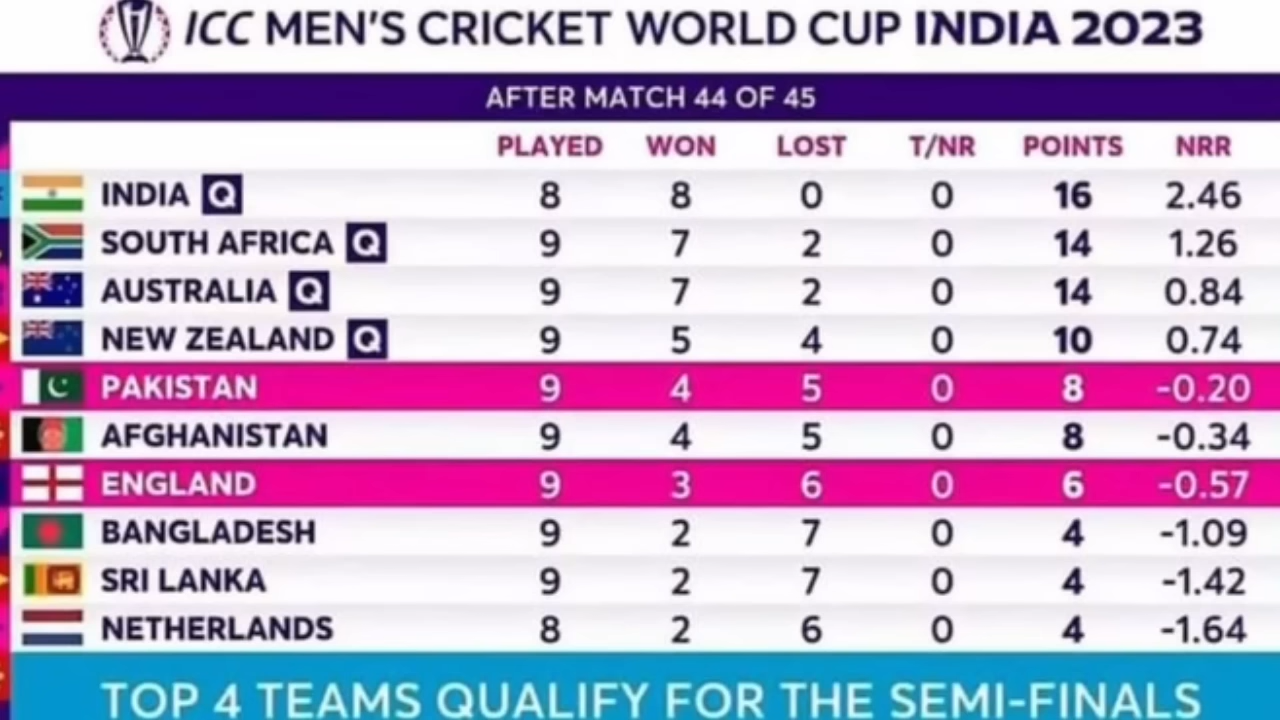 ICC MEN'S CRICKET WORLD CUP INDIA 2023
AFTER MATCH 44 OF 45
PLAYED WON LOST T/NR POINTS NRR
INDIA Q 8 8 0 0 16 2.46
SOUTH AFRICA Q 9 7 2 0 14 1.26
AUSTRALIA Q 9 7 2 0 14 0.84
NEW ZEALAND Q 9 5 4 0 10 0.74
PAKISTAN 9 4 5 0 8 -0.20
AFGHANISTAN 9 4 5 0 8 -0.34
ENGLAND 9 3 6 0 6 -0.57
BANGLADESH 9 2 7 0 4 -1.09
SRI LANKA 9 2 7 0 4 -1.42
NETHERLANDS 8 2 6 0 4 -1.64
TOP 4 TEAMS QUALIFY FOR THE SEMI-FINALS